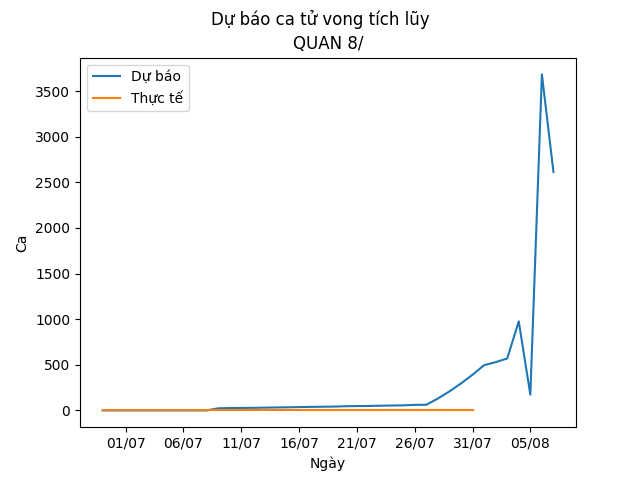 Dự báo ca tử vong tích lũy
QUAN 8/
Dự báo
Thực tế
3500
3000
2500
2000
1500
1000
500
0
Ca
01/07 06/07 11/07 16/07 21/07 26/07 31/07 05/08
Ngày